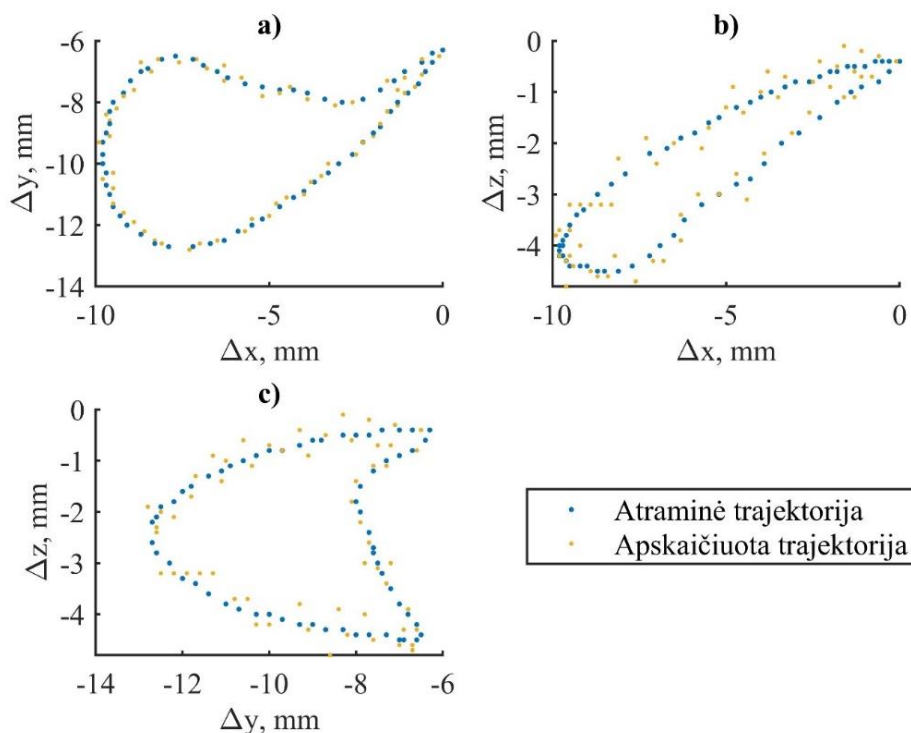 a)
-6
-8
-10
-12
-14
Δy, mm
-10
-5
0
Δx, mm
b)
0
-1
-2
-3
-4
Δz, mm
-10
-5
0
Δx, mm
c)
0
-1
-2
-3
-4
Δz, mm
-14
-12
-10
-8
-6
Δy, mm
Atraminė trajektorija
Apskaičiuota trajektorija